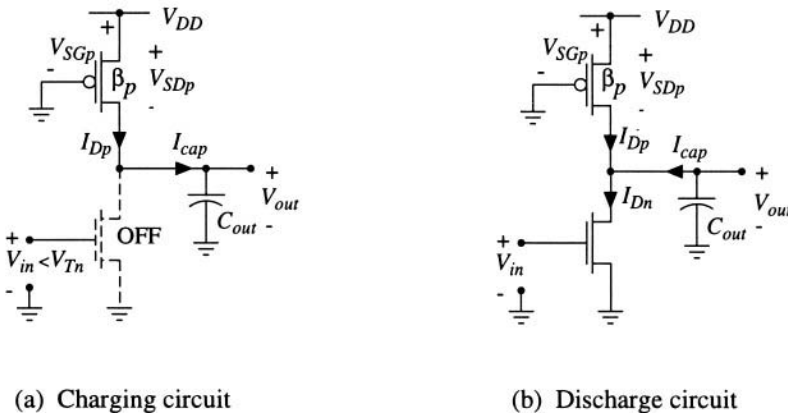 V_DD
+
V_SGp
+
-
β_p
V_SDp
-
I_Dp
I_cap
+
V_out
C_out
-
OFF
+
V_in <V_Tn
-
(a) Charging circuit
V_DD
+
V_SGp
+
-
β_p
V_SDp
-
I_Dp
I_cap
+
V_out
I_Dn
C_out
-
+
V_in
-
(b) Discharge circuit